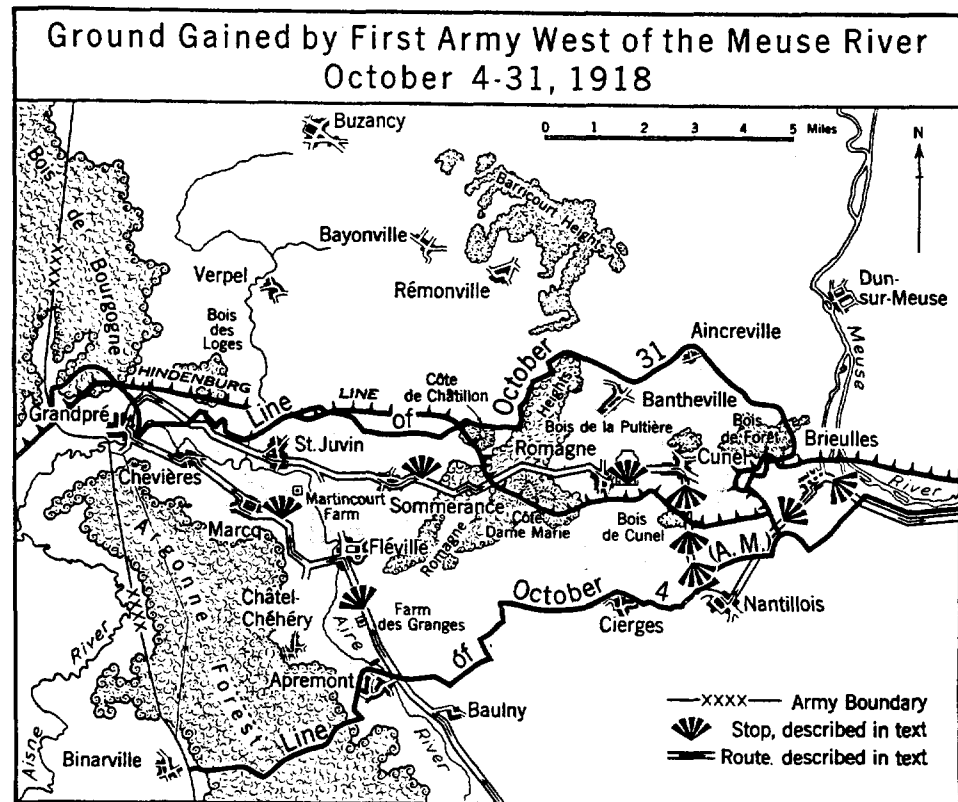 Ground Gained by First Army West of the Meuse River
October 4-31, 1918
Buzancy
0 1 2 3 4 5 Miles
N
Bois
de
Bourgogne
XXXX
Barricourt Heights
Bayonville
Verpel
Rémonville
Dun-
sur-Meuse
Bois
des
Loges
Meuse
Aincreville
October 31
HINDENBURG
LINE
Line of
Côte
de Châtillon
Heights
Bantheville
Grandpré
Bois de la Pultière
Bois
de Forêt
Brieulles
St. Juvin
Romagne
Cunel
River
Chevières
Martincourt
Farm
Sommerance
Marcq
Côte
Dame Marie
Bois
de Cunel
Romagne
(A. M.)
Fléville
Argonne
Forest
October 4
Châtel-
Chéhéry
Farm
des Granges
Cierges
Nantillois
River
XXXX
Aire
of
Apremont
Baulny
Line
River
Aisne
Binarville
XXXX Army Boundary
Stop, described in text
Route. described in text